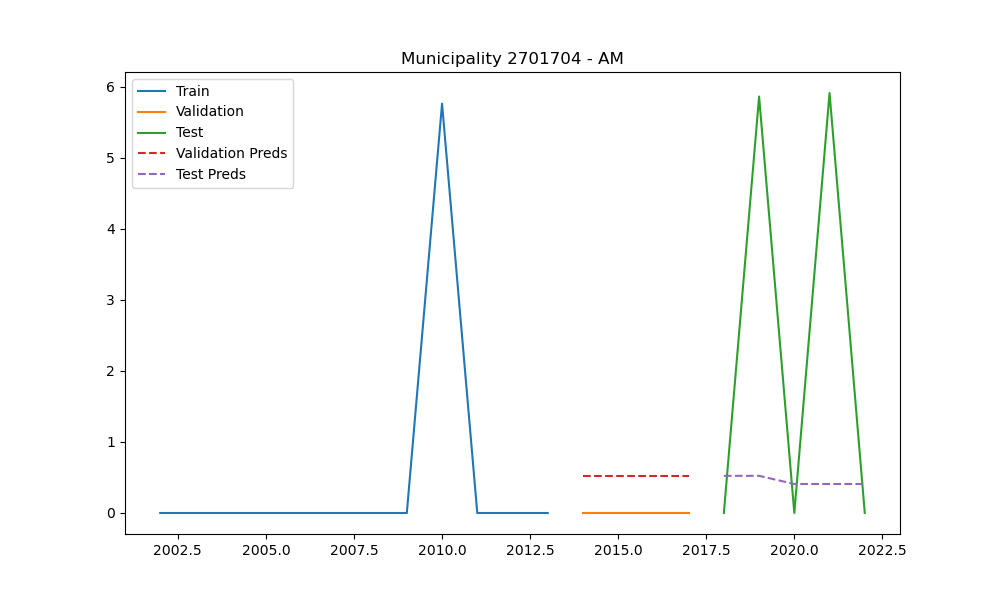 Municipality 2701704 - AM
Train
Validation
Test
Validation Preds
Test Preds
6
5
4
3
2
1
0
2002.5 2005.0 2007.5 2010.0 2012.5 2015.0 2017.5 2020.0 2022.5